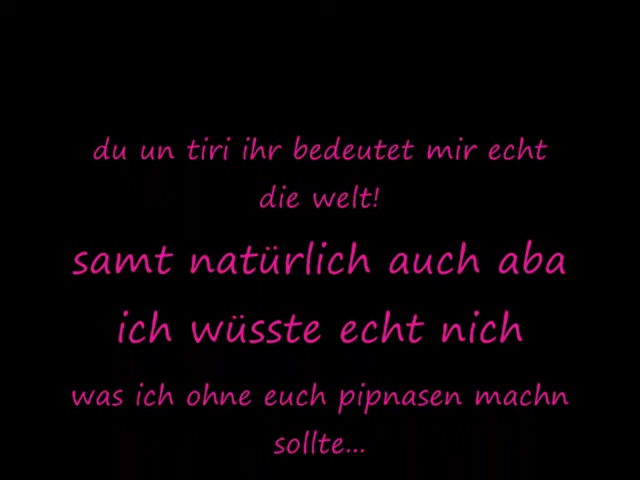 du un tiri ihr bedeutet mir echt
die welt!
samt natürlich auch aba
ich wüsste echt nich
was ich ohne euch pipnasen machn
sollte...